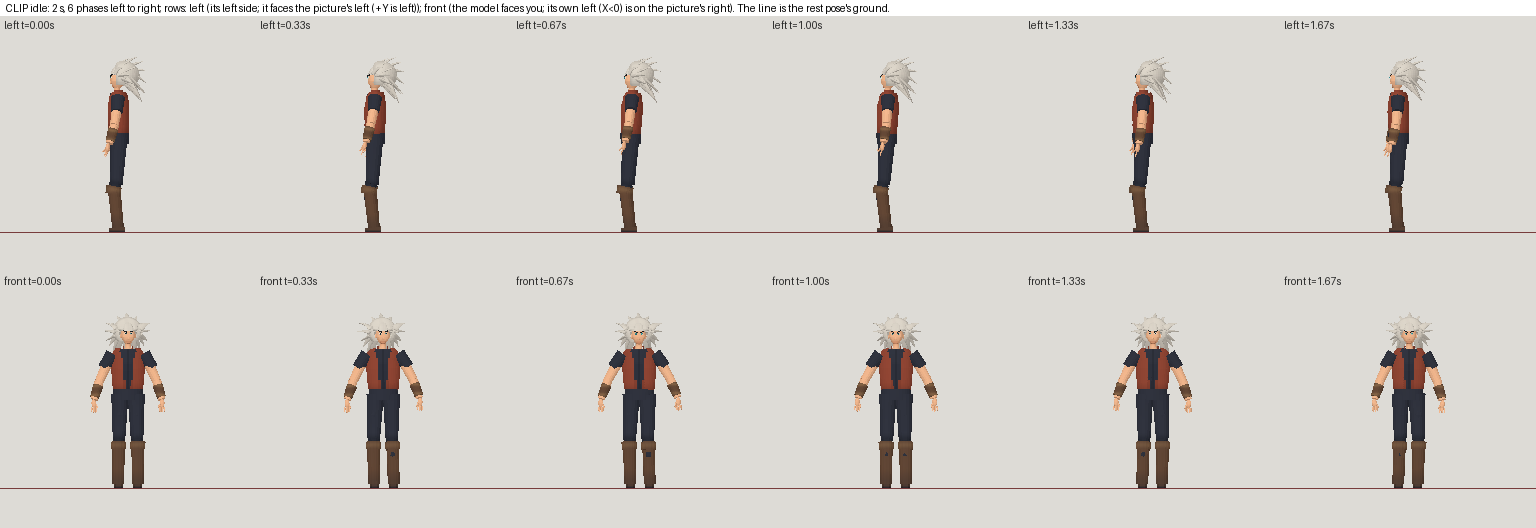 CLIP idle: 2 s, 6 phases left to right; rows: left (its left side; it faces the picture's left (+Y is left)); front (the model faces you; its own left (X<0) is on the picture's right). The line is the rest pose's ground.
left t=0.00s left t=0.33s left t=0.67s left t=1.00s left t=1.33s left t=1.67s
front t=0.00s front t=0.33s front t=0.67s front t=1.00s front t=1.33s front t=1.67s